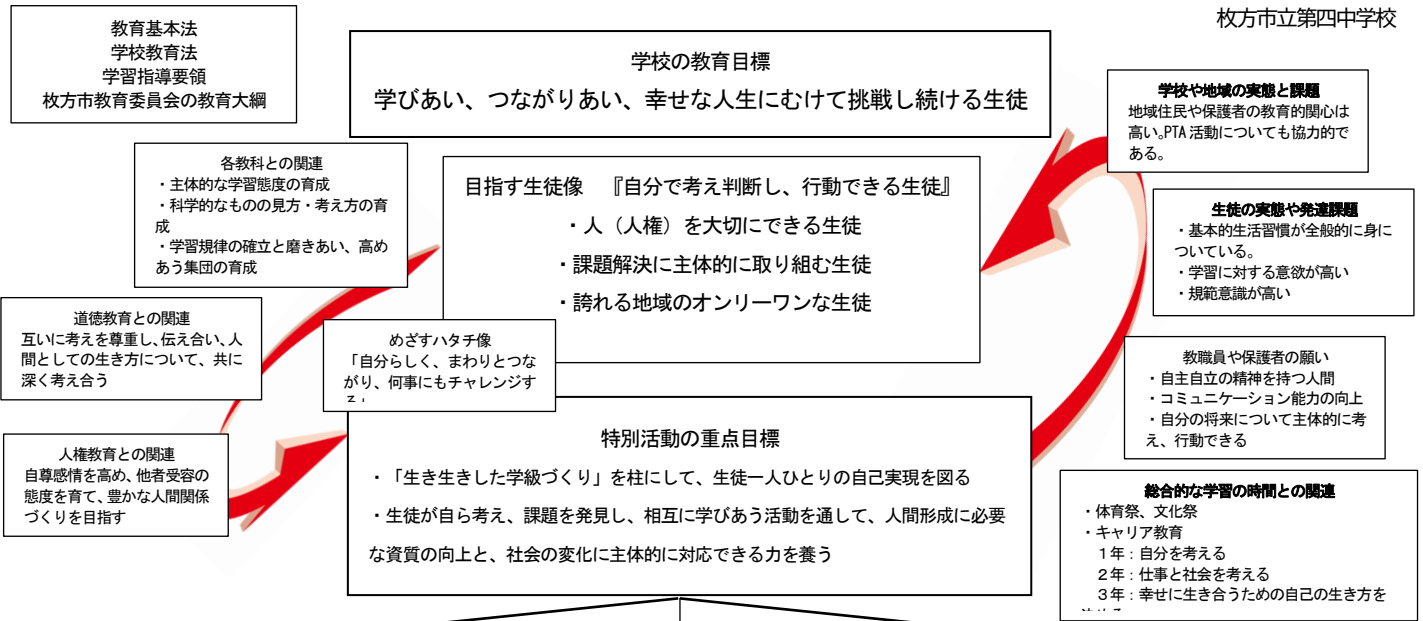 枚方市立第四中学校
教育基本法
学校教育法
学習指導要領
枚方市教育委員会の教育大綱
学校の教育目標
学びあい、つながりあい、幸せな人生にむけて挑戦し続ける生徒
学校や地域の実態と課題
地域住民や保護者の教育的関心は
高い。PTA活動についても協力的で
ある。
各教科との関連
・主体的な学習態度の育成
・科学的なものの見方・考え方の育
成
・学習規律の確立と磨きあい、高め
あう集団の育成
目指す生徒像　『自分で考え判断し、行動できる生徒』
・人（人権）を大切にできる生徒
・課題解決に主体的に取り組む生徒
・誇れる地域のオンリーワンな生徒
生徒の実態や発達課題
・基本的生活習慣が全般的に身に
ついている。
・学習に対する意欲が高い
・規範意識が高い
道徳教育との関連
互いに考えを尊重し、伝え合い、人
間としての生き方について、共に
深く考え合う
めざすハタチ像
「自分らしく、まわりとつな
がり、何事にもチャレンジす
教職員や保護者の願い
・自主自立の精神を持つ人間
・コミュニケーション能力の向上
・自分の将来について主体的に考
え、行動できる
人権教育との関連
自尊感情を高め、他者受容の
態度を育て、豊かな人間関係
づくりを目指す
特別活動の重点目標
・「生き生きした学級づくり」を柱にして、生徒一人ひとりの自己実現を図る
・生徒が自ら考え、課題を発見し、相互に学びあう活動を通して、人間形成に必要
な資質の向上と、社会の変化に主体的に対応できる力を養う
総合的な学習の時間との関連
・体育祭、文化祭
・キャリア教育
１年：自分を考える
２年：仕事と社会を考える
３年：幸せに生き合うための自己の生き方を